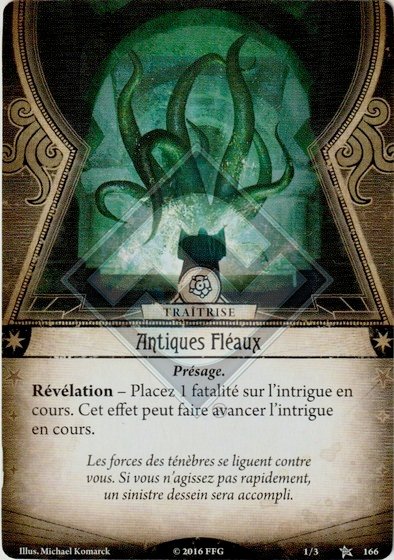 TRAÎTRISE
Antiques Fléaux
Présage.
Révélation – Placez 1 fatalité sur l'intrigue en
cours. Cet effet peut faire avancer l'intrigue
en cours.
Les forces des ténèbres se liguent contre
vous. Si vous n'agissez pas rapidement,
un sinistre dessein sera accompli.
Illus. Michael Komarck © 2016 FFG 1/3 166